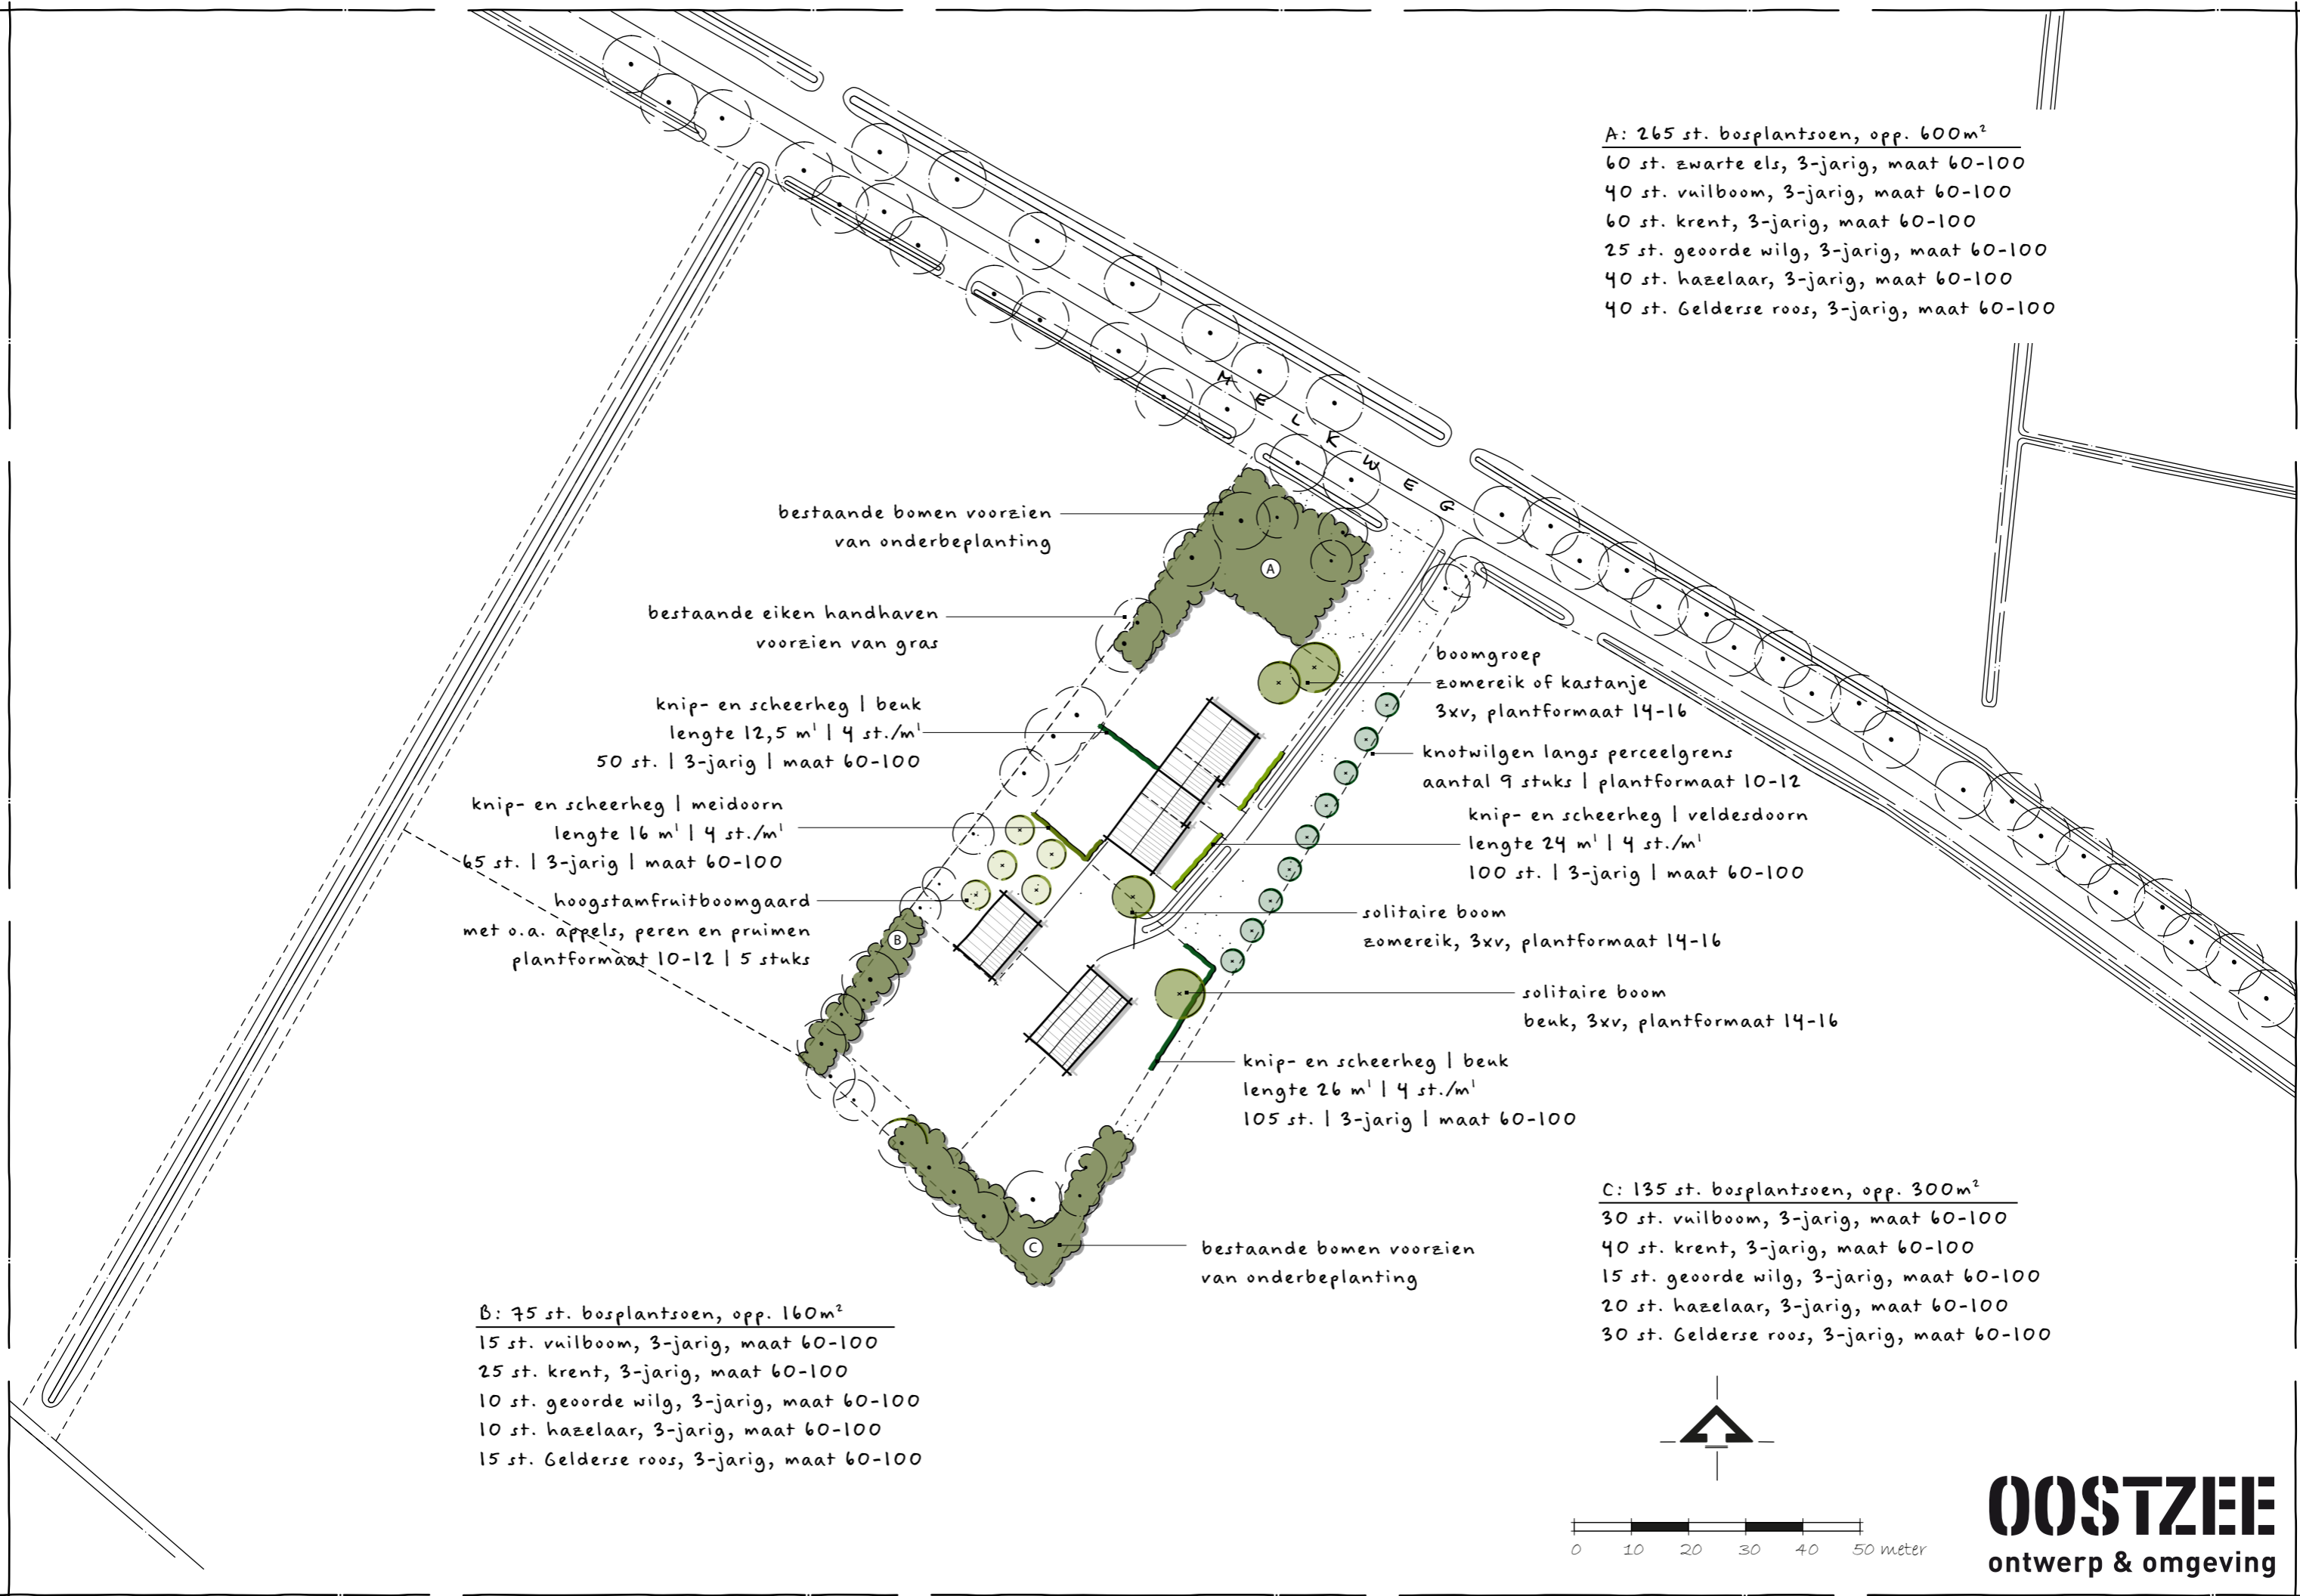 A: 265 st. bosplantsoen, opp. 600m²
60 st. zwarte els, 3-jarig, maat 60-100
40 st. vuilboom, 3-jarig, maat 60-100
60 st. krent, 3-jarig, maat 60-100
25 st. geoorde wilg, 3-jarig, maat 60-100
40 st. hazelaar, 3-jarig, maat 60-100
40 st. Gelderse roos, 3-jarig, maat 60-100
MELKWEG
bestaande bomen voorzien
van onderbeplanting
A
bestaande eiken handhaven
voorzien van gras
boomgroep
zomereik of kastanje
3xv, plantformaat 14-16
knip- en scheerheg | beuk
lengte 12,5 m¹ | 4 st./m¹
50 st. | 3-jarig | maat 60-100
knotwilgen langs perceelgrens
aantal 9 stuks | plantformaat 10-12
knip- en scheerheg | meidoorn
lengte 16 m¹ | 4 st./m¹
65 st. | 3-jarig | maat 60-100
knip- en scheerheg | veldesdoorn
lengte 24 m¹ | 4 st./m¹
100 st. | 3-jarig | maat 60-100
hoogstamfruitboomgaard
met o.a. appels, peren en pruimen
plantformaat 10-12 | 5 stuks
B
solitaire boom
zomereik, 3xv, plantformaat 14-16
solitaire boom
beuk, 3xv, plantformaat 14-16
knip- en scheerheg | beuk
lengte 26 m¹ | 4 st./m¹
105 st. | 3-jarig | maat 60-100
C
bestaande bomen voorzien
van onderbeplanting
C: 135 st. bosplantsoen, opp. 300m²
30 st. vuilboom, 3-jarig, maat 60-100
40 st. krent, 3-jarig, maat 60-100
15 st. geoorde wilg, 3-jarig, maat 60-100
20 st. hazelaar, 3-jarig, maat 60-100
30 st. Gelderse roos, 3-jarig, maat 60-100
B: 75 st. bosplantsoen, opp. 160m²
15 st. vuilboom, 3-jarig, maat 60-100
25 st. krent, 3-jarig, maat 60-100
10 st. geoorde wilg, 3-jarig, maat 60-100
10 st. hazelaar, 3-jarig, maat 60-100
15 st. Gelderse roos, 3-jarig, maat 60-100
0 10 20 30 40 50 meter
OOSTZEE
ontwerp & omgeving